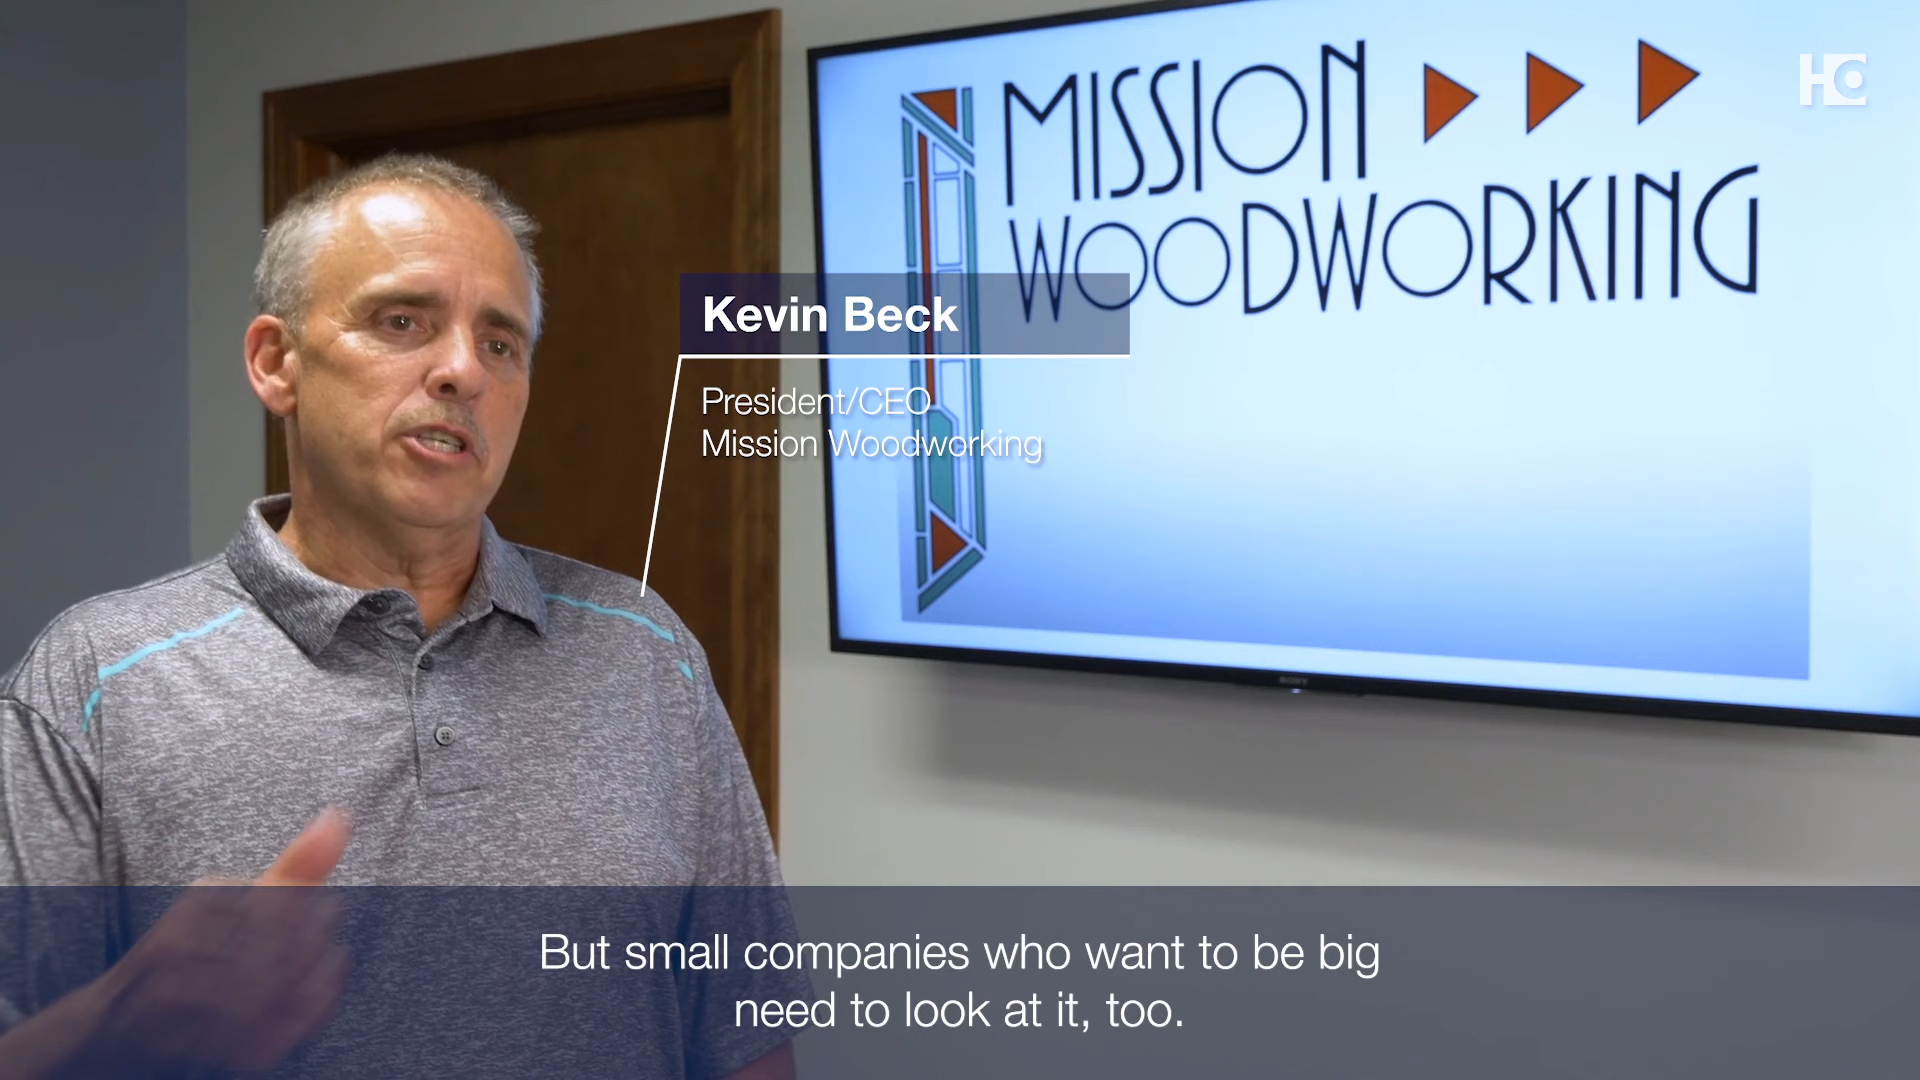 MISSION
WOODWORKING
HC
Kevin Beck
President/CEO
Mission Woodworking
SONY
But small companies who want to be big
need to look at it, too.